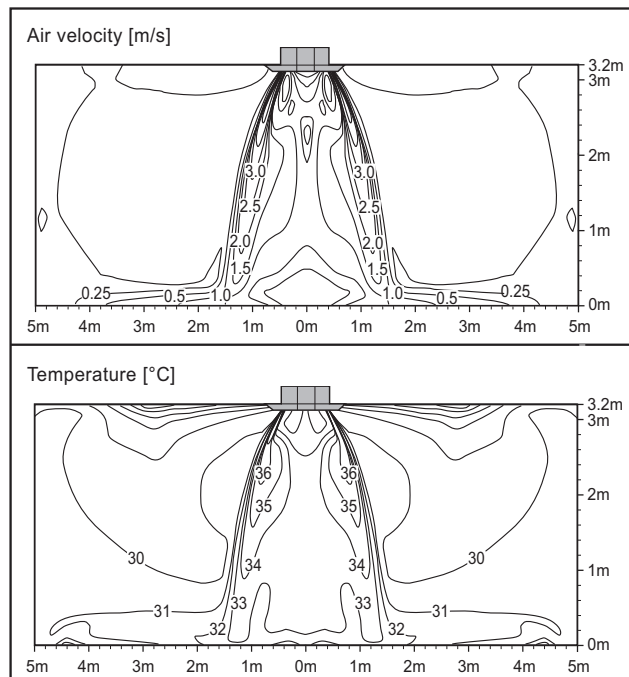 Air velocity [m/s]
3.2m
3m
2m
3.0 3.0
2.5 2.5
1m
2.0 2.0
1.5 1.5
0.25 0.5 1.0 1.0 0.5 0.25
0m
5m 4m 3m 2m 1m 0m 1m 2m 3m 4m 5m
Temperature [°C]
3.2m
3m
36 36
2m
35 35
30 34 34 30
1m
31 33 33 31
32 32
0m
5m 4m 3m 2m 1m 0m 1m 2m 3m 4m 5m